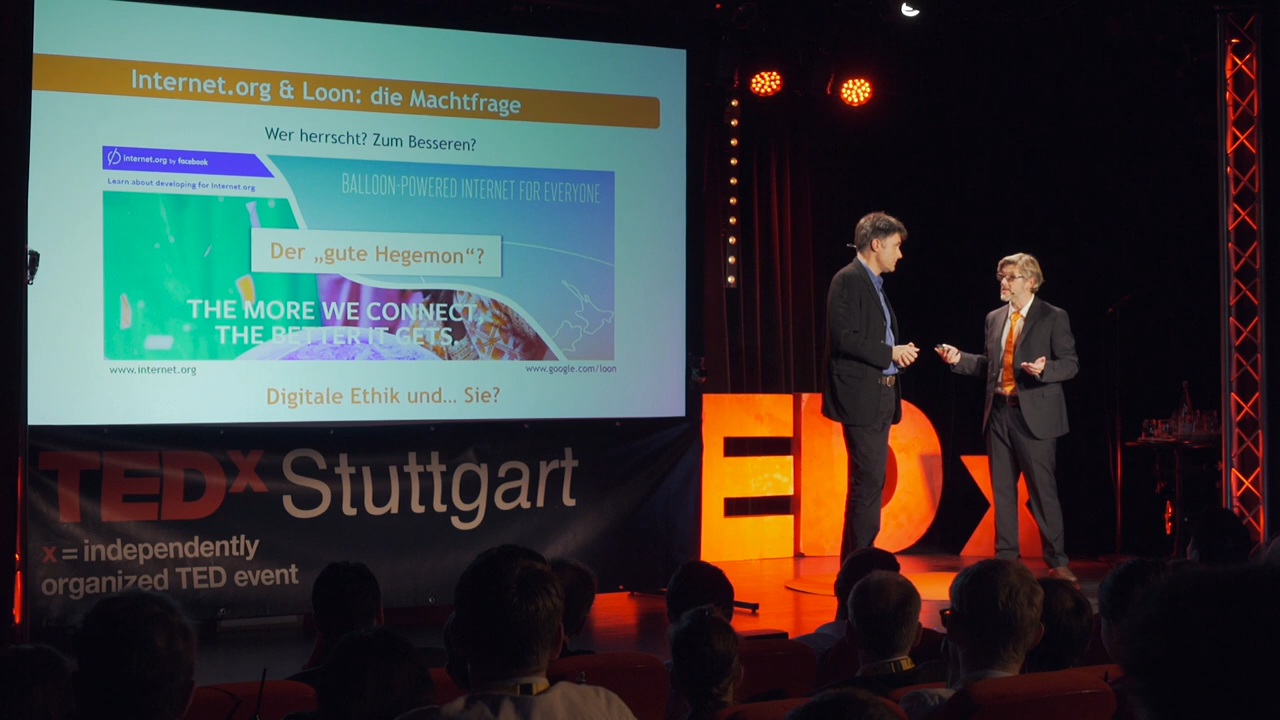 Internet.org & Loon: die Machtfrage
Wer herrscht? Zum Besseren?
internet.org by facebook
Learn about developing for Internet.org
BALLOON-POWERED INTERNET FOR EVERYONE
Der „gute Hegemon“?
THE MORE WE CONNECT,
THE BETTER IT GETS.
www.internet.org
www.google.com/loon
Digitale Ethik und... Sie?
TEDx Stuttgart
x = independently
organized TED event
EDx